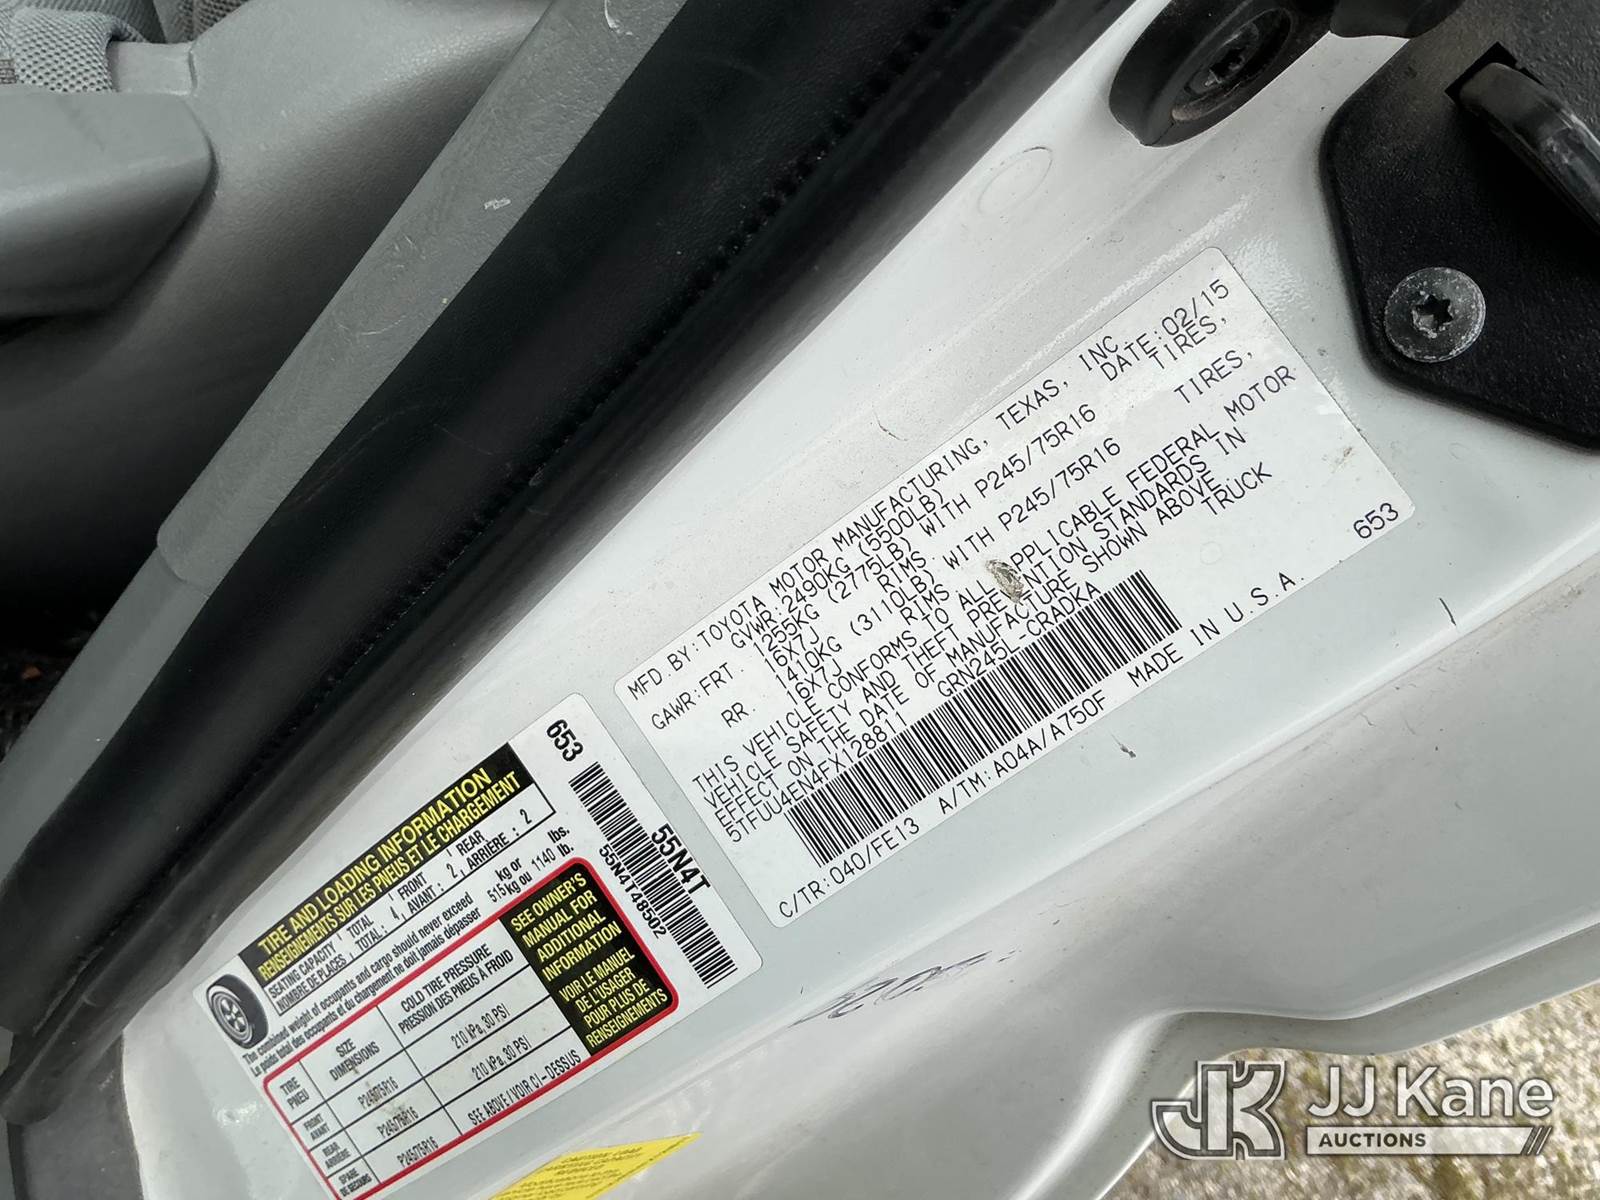 MFD BY:TOYOTA MOTOR MANUFACTURING, TEXAS, INC
GVWR:2490KG (5500LB) DATE:02/15
GAWR:FRT. 1255KG (2775LB) WITH P245/75R16 TIRES,
16X7J RIMS
RR. 1410KG (3110LB) WITH P245/75R16 TIRES,
16X7J RIMS
THIS VEHICLE CONFORMS TO ALL APPLICABLE FEDERAL MOTOR
VEHICLE SAFETY AND THEFT PREVENTION STANDARDS IN
EFFECT ON THE DATE OF MANUFACTURE SHOWN ABOVE
5TFUU4EN4FX128811 GRN245L-CRADKA TRUCK
C/TR:040/FE13 A/TM:A04A/A750F MADE IN U.S.A.
653
653
55N4T
55N4T48502
TIRE AND LOADING INFORMATION
RENSEIGNEMENTS SUR LES PNEUS ET LE CHARGEMENT
SEATING CAPACITY TOTAL FRONT REAR
NOMBRE DE PLACES TOTAL: 4 AVANT: 2 ARRIÈRE: 2
The combined weight of occupants and cargo should never exceed 515 kg or 1140 lbs.
Le poids total des occupants et du chargement ne doit jamais dépasser kg ou lb.
TIRE SIZE COLD TIRE PRESSURE
PNEU DIMENSIONS PRESSION DES PNEUS À FROID
FRONT
AVANT P245/75R16 210 kPa, 30 PSI
REAR
ARRIÈRE P245/75R16 210 kPa, 30 PSI
SPARE
DE SECOURS P245/75R16 SEE ABOVE / VOIR CI-DESSUS
SEE OWNER'S
MANUAL FOR
ADDITIONAL
INFORMATION
VOIR LE MANUEL
DE L'USAGER
POUR PLUS DE
RENSEIGNEMENTS
JK
JJ Kane
AUCTIONS